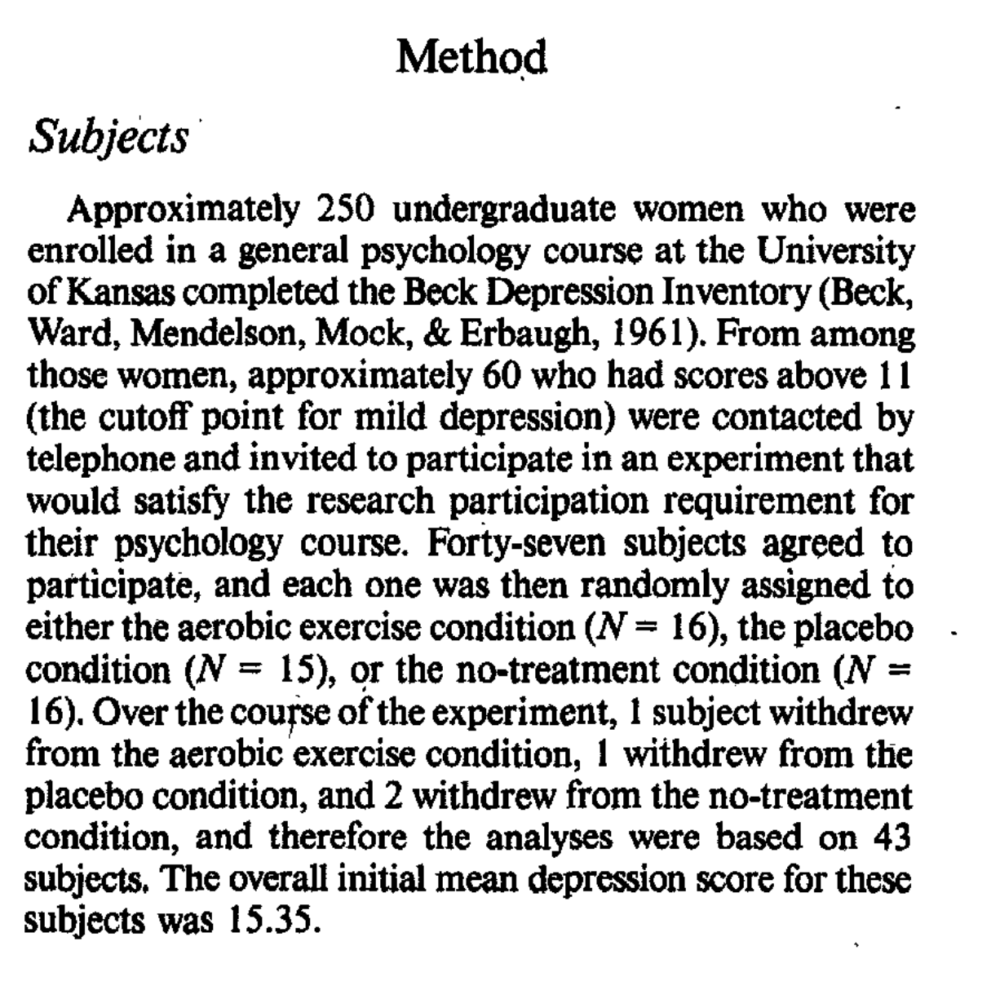 Method
Subjects
Approximately 250 undergraduate women who were
enrolled in a general psychology course at the University
of Kansas completed the Beck Depression Inventory (Beck,
Ward, Mendelson, Mock, & Erbaugh, 1961). From among
those women, approximately 60 who had scores above 11
(the cutoff point for mild depression) were contacted by
telephone and invited to participate in an experiment that
would satisfy the research participation requirement for
their psychology course. Forty-seven subjects agreed to
participate, and each one was then randomly assigned to
either the aerobic exercise condition (N = 16), the placebo
condition (N = 15), or the no-treatment condition (N =
16). Over the course of the experiment, 1 subject withdrew
from the aerobic exercise condition, 1 withdrew from the
placebo condition, and 2 withdrew from the no-treatment
condition, and therefore the analyses were based on 43
subjects. The overall initial mean depression score for these
subjects was 15.35.